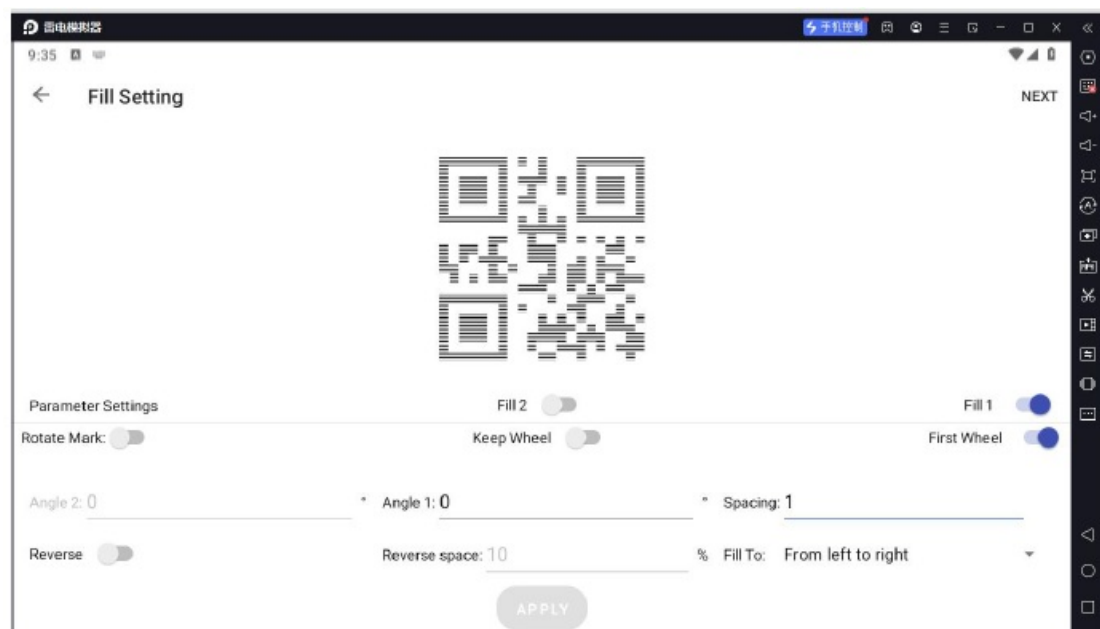 雷电模拟器
手机控制
9:35
Fill Setting
NEXT
Parameter Settings Fill 2 Fill 1
Rotate Mark: Keep Wheel First Wheel
Angle 2: 0 ° Angle 1: 0 ° Spacing: 1
Reverse Reverse space: 10 % Fill To: From left to right
APPLY